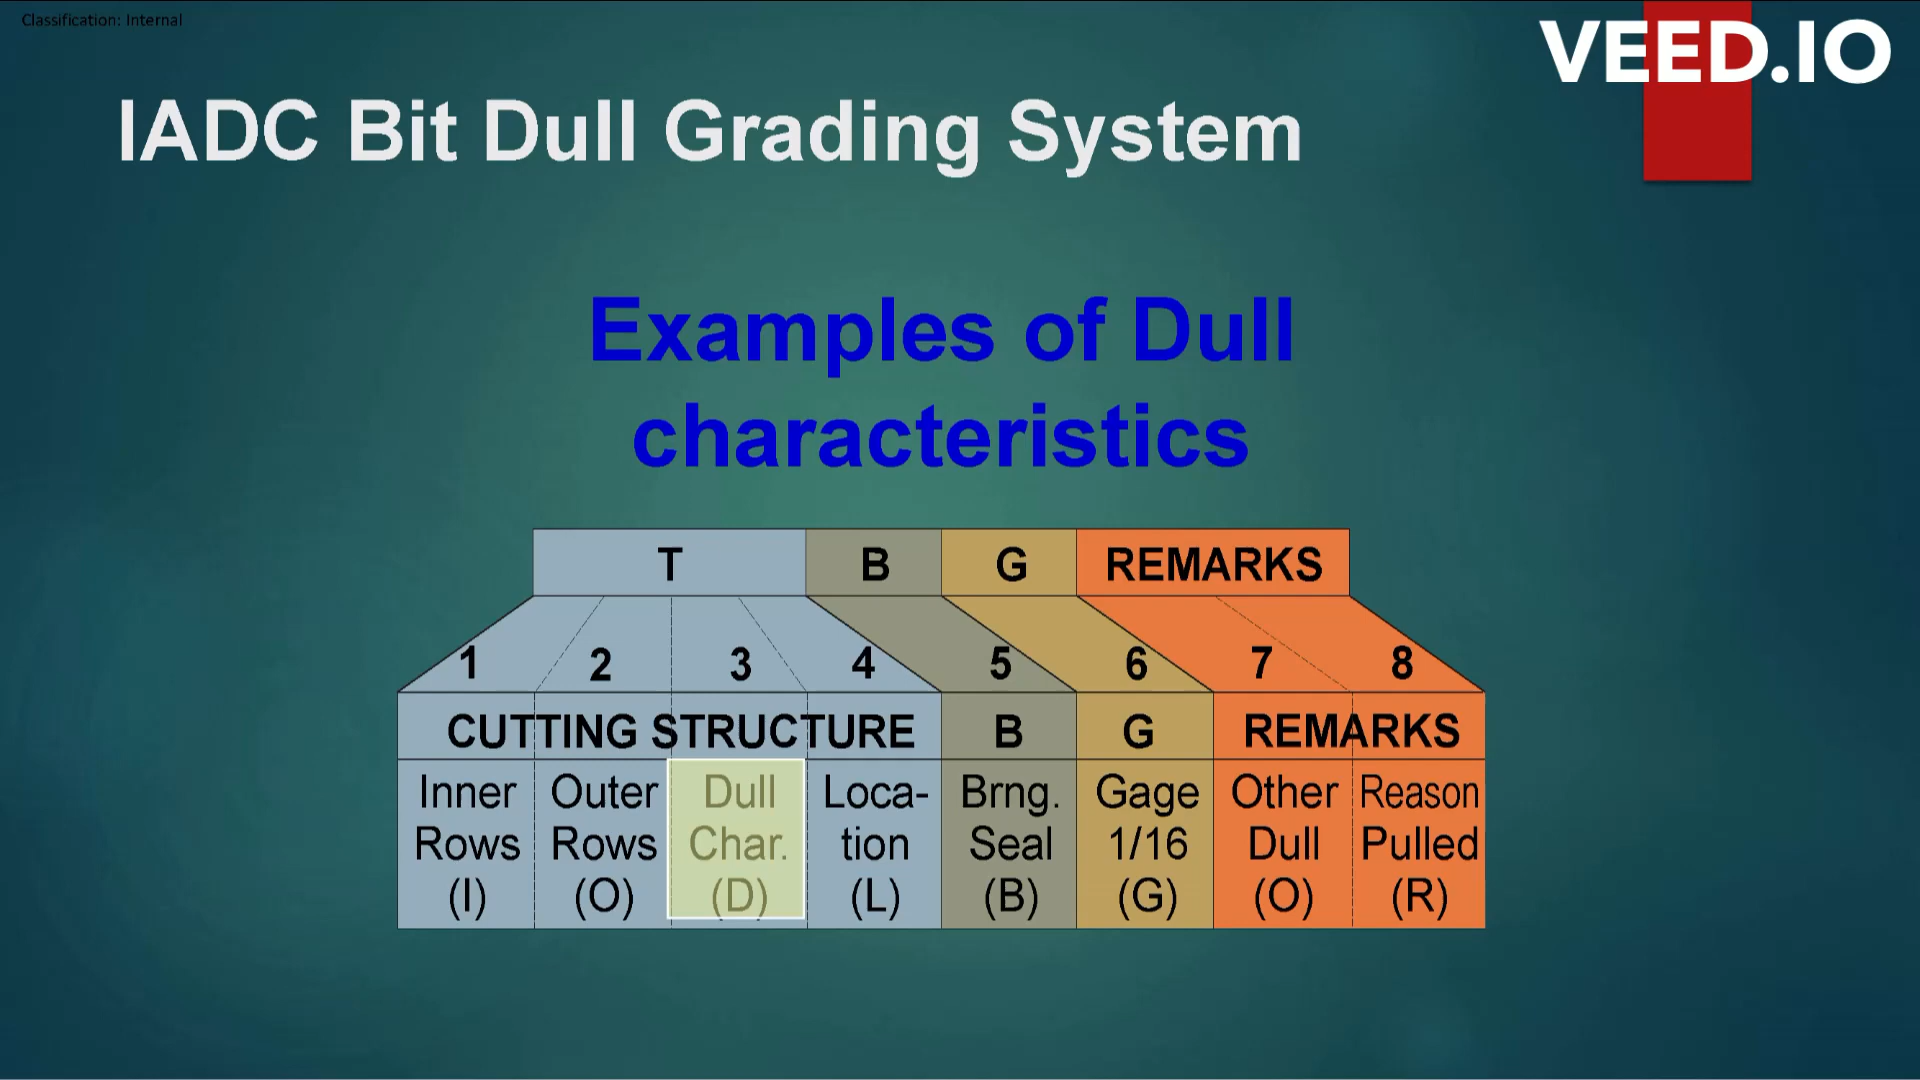 Classification: Internal
VEED.IO
IADC Bit Dull Grading System
Examples of Dull
characteristics
T B G REMARKS
1 2 3 4 5 6 7 8
CUTTING STRUCTURE B G REMARKS
Inner Outer Dull Loca- Brng. Gage Other Reason
Rows Rows Char. tion Seal 1/16 Dull Pulled
(I) (O) (D) (L) (B) (G) (O) (R)